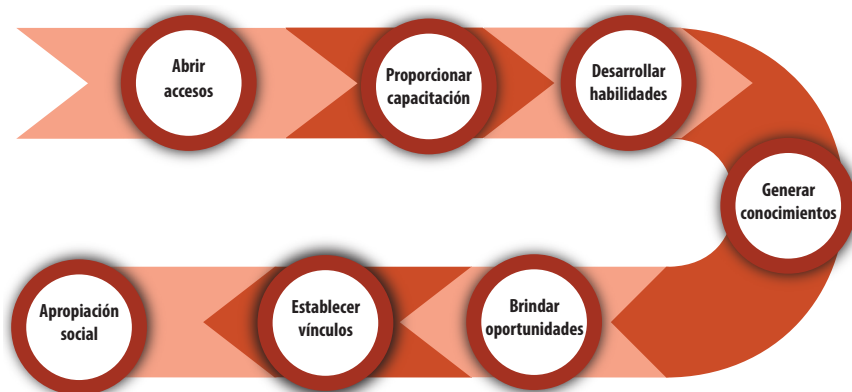 Abrir
accesos
Proporcionar
capacitación
Desarrollar
habilidades
Generar
conocimientos
Brindar
oportunidades
Establecer
vínculos
Apropiación
social